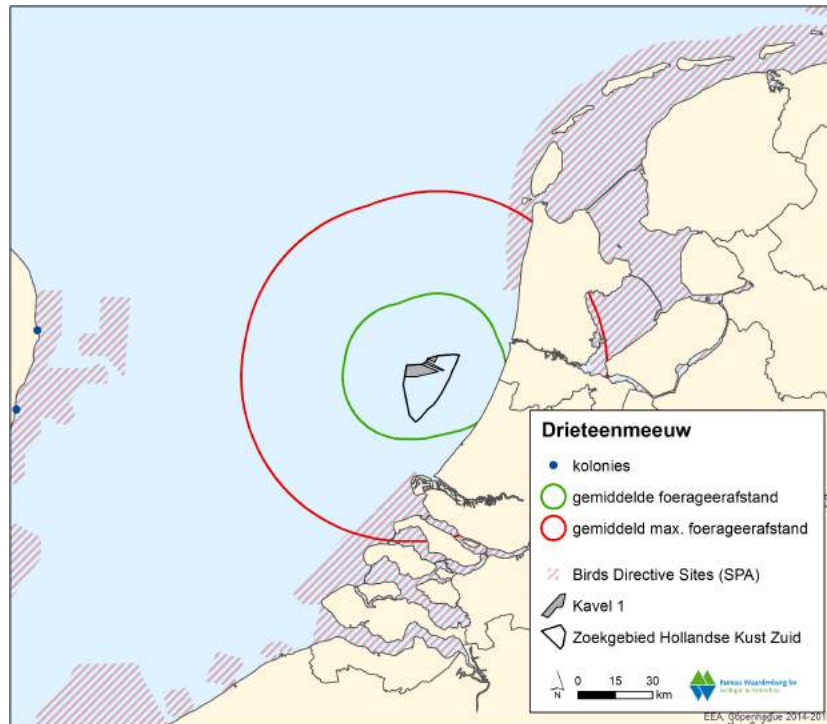 Drieteenmeeuw
kolonies
gemiddelde foerageerafstand
gemiddeld max. foerageerafstand
Birds Directive Sites (SPA)
Kavel 1
Zoekgebied Hollandse Kust Zuid
N
0 15 30
km
Bureau Waardenburg bv
EEA, Copenhague 2014-201